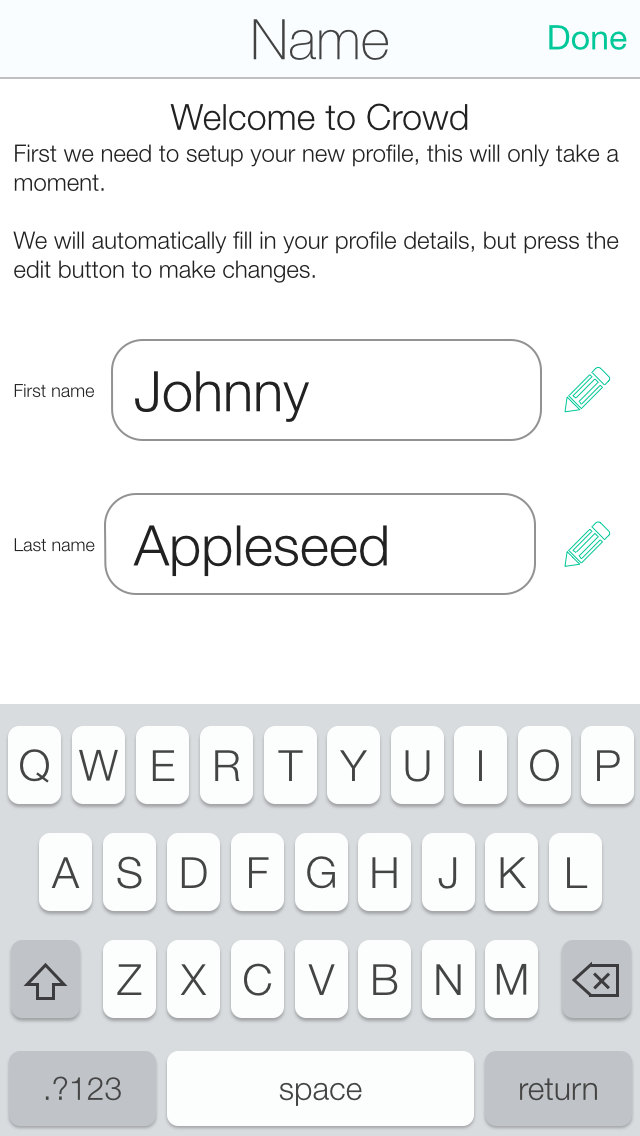 Name
Done
Welcome to Crowd
First we need to setup your new profile, this will only take a
moment.
We will automatically fill in your profile details, but press the
edit button to make changes.
First name
Johnny
Last name
Appleseed
Q W E R T Y U I O P
A S D F G H J K L
Z X C V B N M
.?123 space return